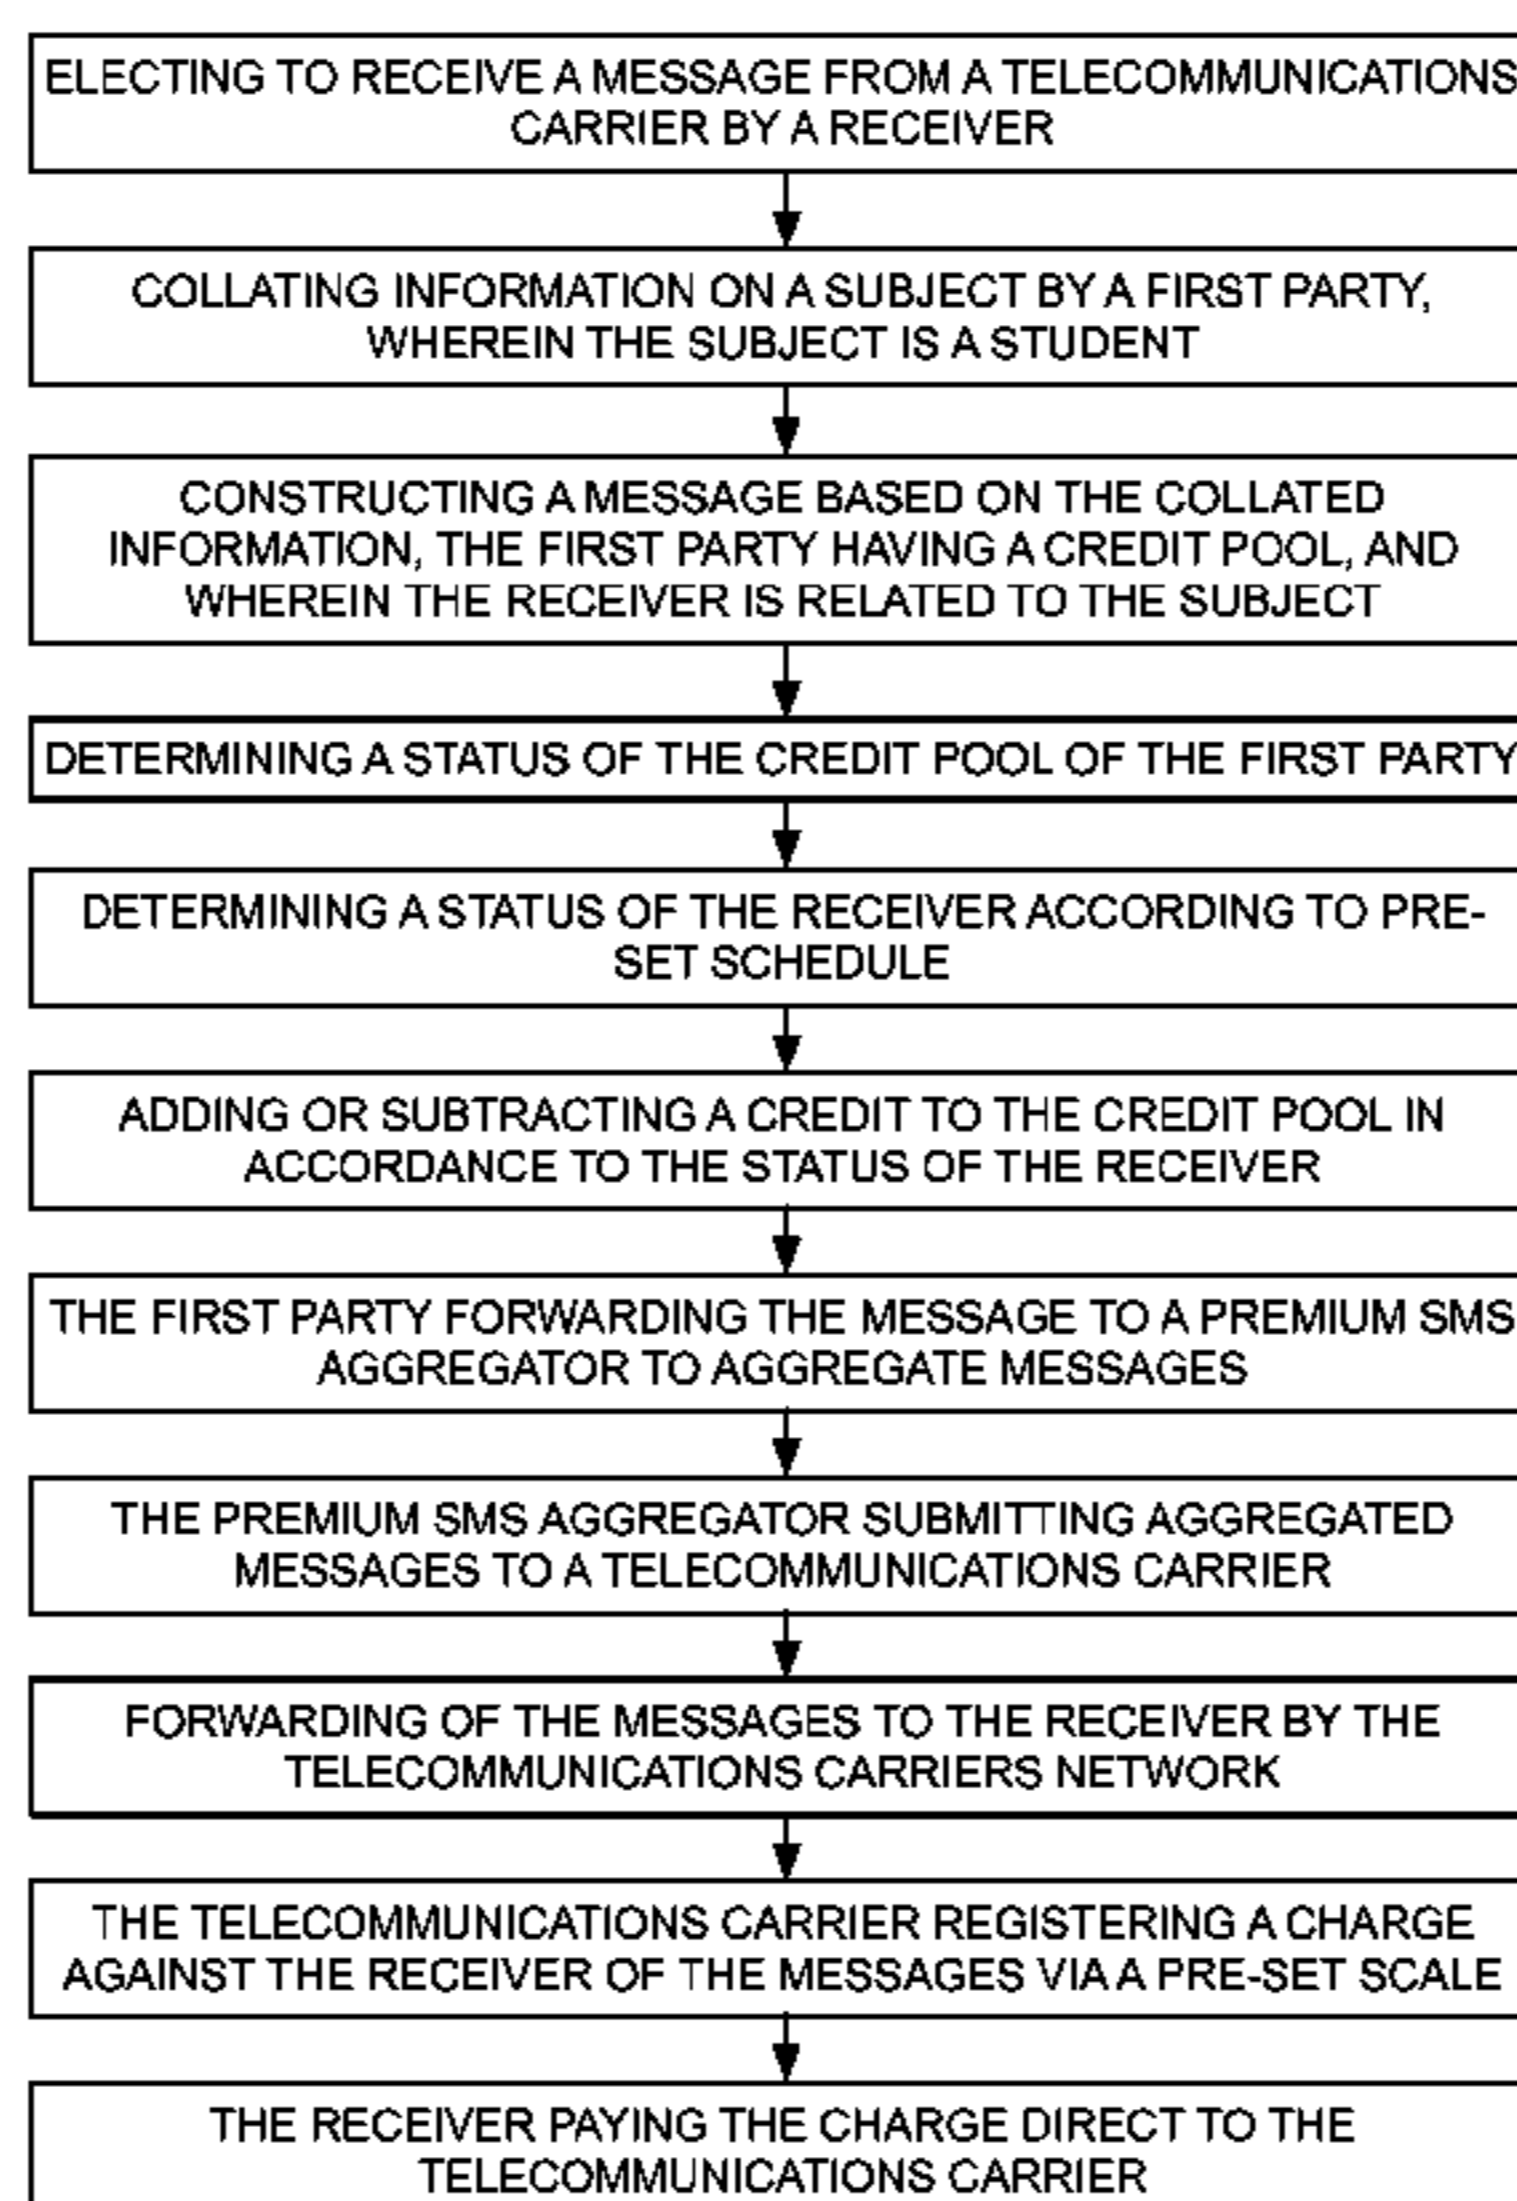 ELECTING TO RECEIVE A MESSAGE FROM A TELECOMMUNICATIONS
CARRIER BY A RECEIVER
COLLATING INFORMATION ON A SUBJECT BY A FIRST PARTY,
WHEREIN THE SUBJECT IS A STUDENT
CONSTRUCTING A MESSAGE BASED ON THE COLLATED
INFORMATION, THE FIRST PARTY HAVING A CREDIT POOL, AND
WHEREIN THE RECEIVER IS RELATED TO THE SUBJECT
DETERMINING A STATUS OF THE CREDIT POOL OF THE FIRST PARTY
DETERMINING A STATUS OF THE RECEIVER ACCORDING TO PRE-
SET SCHEDULE
ADDING OR SUBTRACTING A CREDIT TO THE CREDIT POOL IN
ACCORDANCE TO THE STATUS OF THE RECEIVER
THE FIRST PARTY FORWARDING THE MESSAGE TO A PREMIUM SMS
AGGREGATOR TO AGGREGATE MESSAGES
THE PREMIUM SMS AGGREGATOR SUBMITTING AGGREGATED
MESSAGES TO A TELECOMMUNICATIONS CARRIER
FORWARDING OF THE MESSAGES TO THE RECEIVER BY THE
TELECOMMUNICATIONS CARRIERS NETWORK
THE TELECOMMUNICATIONS CARRIER REGISTERING A CHARGE
AGAINST THE RECEIVER OF THE MESSAGES VIA A PRE-SET SCALE
THE RECEIVER PAYING THE CHARGE DIRECT TO THE
TELECOMMUNICATIONS CARRIER